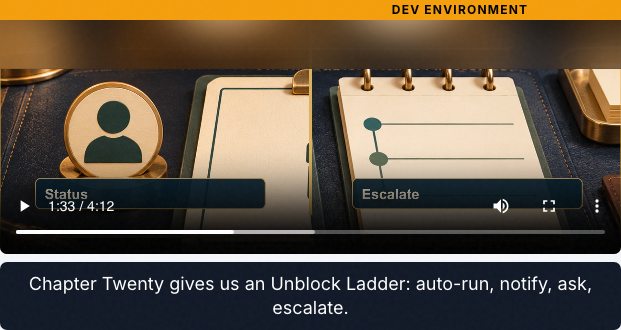 DEV ENVIRONMENT
Status
Escalate
1:33 / 4:12
Chapter Twenty gives us an Unblock Ladder: auto-run, notify, ask,
escalate.